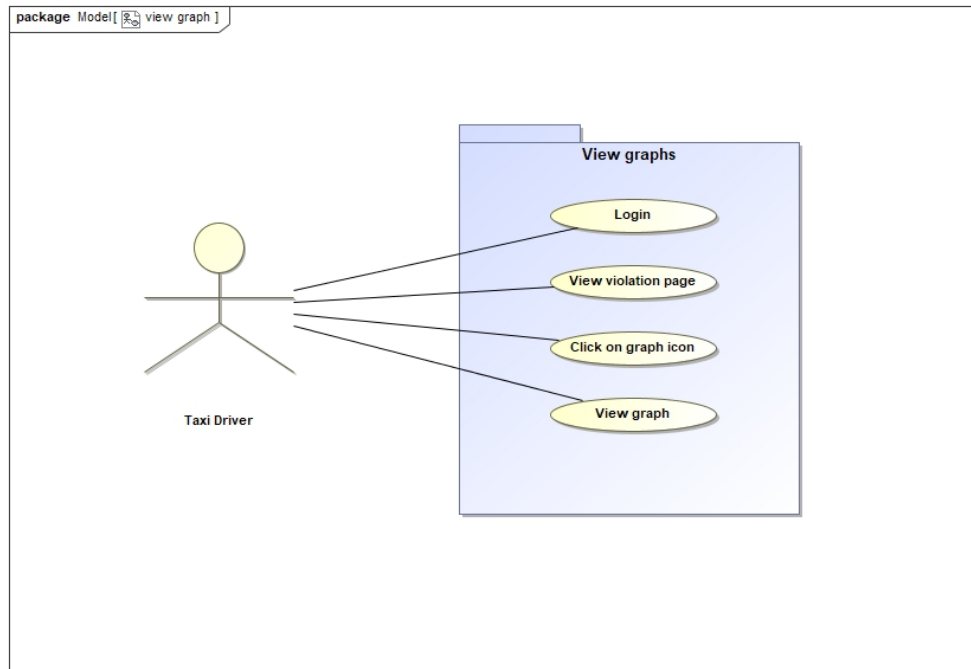 package Model[ view graph ]
View graphs
Login
View violation page
Click on graph icon
View graph
Taxi Driver